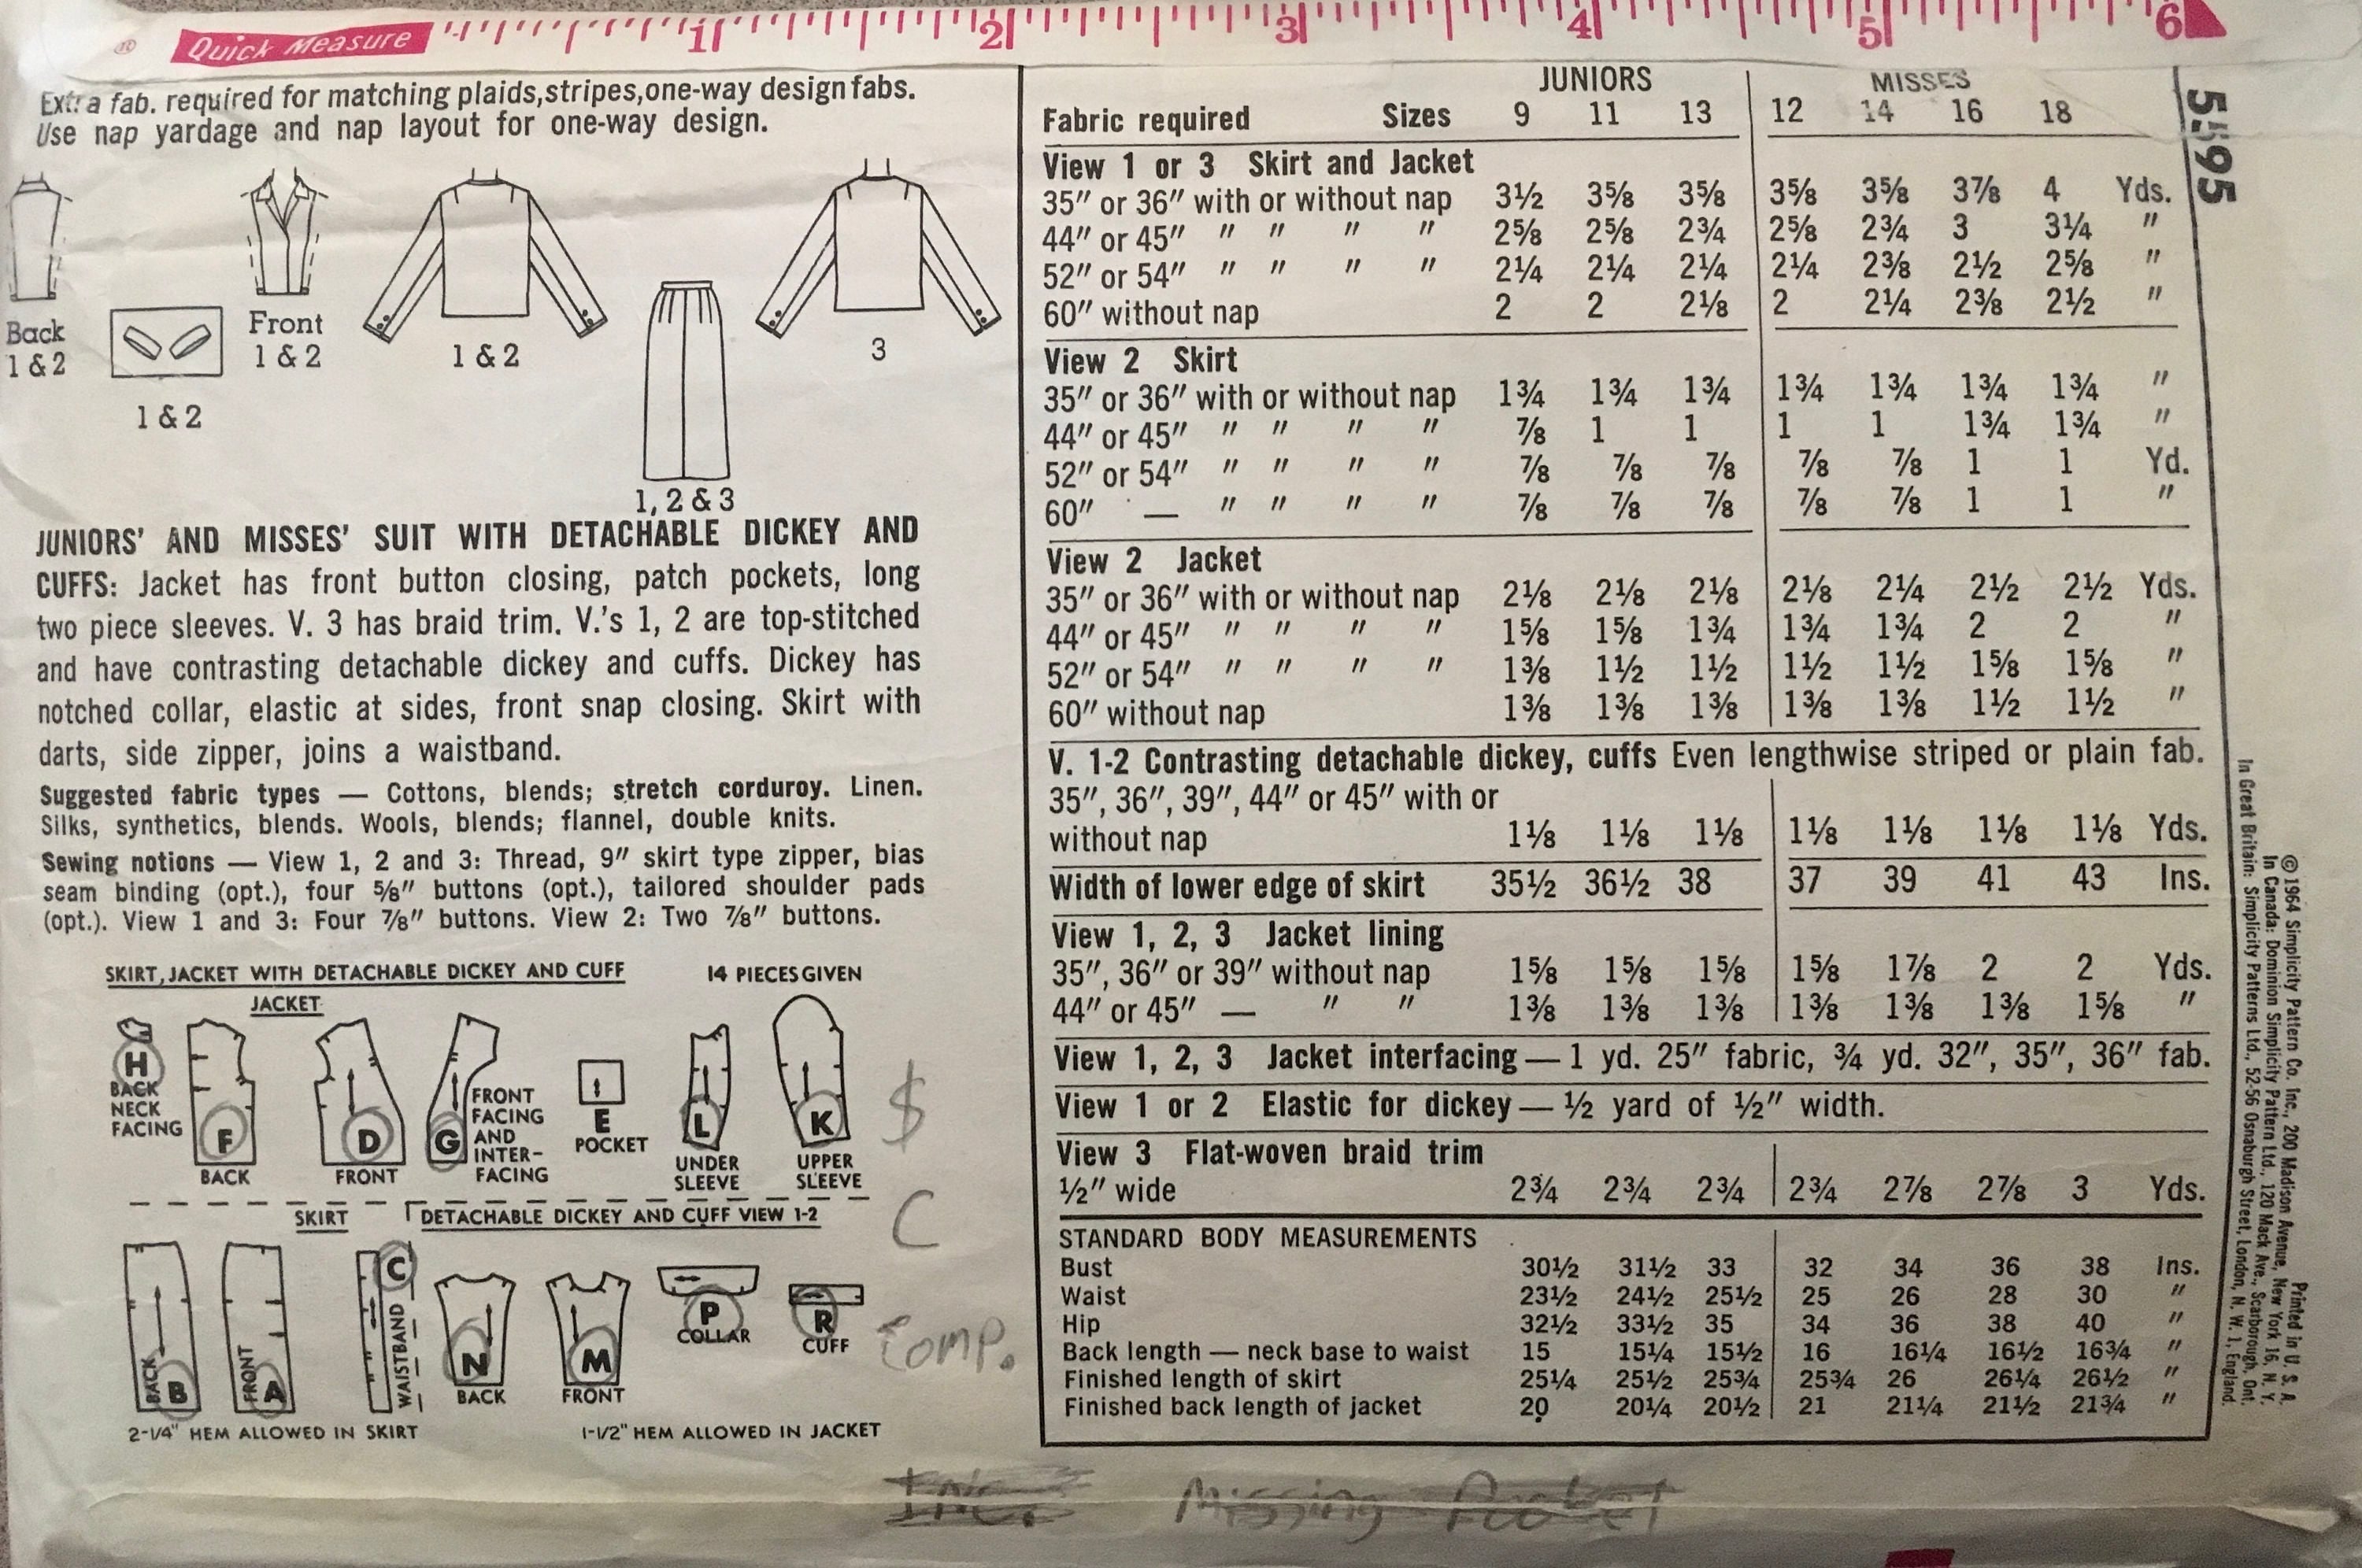 ® Quick Measure 1 2 3 4 5 6
Extra fab. required for matching plaids,stripes,one-way design fabs.
Use nap yardage and nap layout for one-way design.
Back
1 & 2
1 & 2
Front
1 & 2
1 & 2
1, 2 & 3
3
JUNIORS' AND MISSES' SUIT WITH DETACHABLE DICKEY AND
CUFFS: Jacket has front button closing, patch pockets, long
two piece sleeves. V. 3 has braid trim. V.'s 1, 2 are top-stitched
and have contrasting detachable dickey and cuffs. Dickey has
notched collar, elastic at sides, front snap closing. Skirt with
darts, side zipper, joins a waistband.
Suggested fabric types — Cottons, blends; stretch corduroy. Linen.
Silks, synthetics, blends. Wools, blends; flannel, double knits.
Sewing notions — View 1, 2 and 3: Thread, 9" skirt type zipper, bias
seam binding (opt.), four ⅝" buttons (opt.), tailored shoulder pads
(opt.). View 1 and 3: Four ⅞" buttons. View 2: Two ⅞" buttons.
SKIRT, JACKET WITH DETACHABLE DICKEY AND CUFF 14 PIECES GIVEN
JACKET
H
BACK
NECK
FACING
F
BACK
D
FRONT
G
FRONT
FACING
AND
INTER-
FACING
E
POCKET
L
UNDER
SLEEVE
K
UPPER
SLEEVE
$
C
Comp.
SKIRT DETACHABLE DICKEY AND CUFF VIEW 1-2
BACK B
FRONT A
C WAISTBAND
N
BACK
M
FRONT
P
COLLAR
R
CUFF
2-1/4" HEM ALLOWED IN SKIRT 1-1/2" HEM ALLOWED IN JACKET
JUNIORS MISSES
Fabric required Sizes 9 11 13 12 14 16 18
View 1 or 3 Skirt and Jacket
35" or 36" with or without nap 3½ 3⅝ 3⅝ 3⅝ 3⅝ 3⅞ 4 Yds.
44" or 45" " " " " 2⅝ 2⅝ 2¾ 2⅝ 2¾ 3 3¼ "
52" or 54" " " " " 2¼ 2¼ 2¼ 2¼ 2⅜ 2½ 2⅝ "
60" without nap 2 2 2⅛ 2 2¼ 2⅜ 2½ "
View 2 Skirt
35" or 36" with or without nap 1¾ 1¾ 1¾ 1¾ 1¾ 1¾ 1¾ "
44" or 45" " " " " ⅞ 1 1 1 1 1¾ 1¾ "
52" or 54" " " " " ⅞ ⅞ ⅞ ⅞ ⅞ 1 1 Yd.
60" — " " " " ⅞ ⅞ ⅞ ⅞ ⅞ 1 1 "
View 2 Jacket
35" or 36" with or without nap 2⅛ 2⅛ 2⅛ 2⅛ 2¼ 2½ 2½ Yds.
44" or 45" " " " " 1⅝ 1⅝ 1¾ 1¾ 1¾ 2 2 "
52" or 54" " " " " 1⅜ 1½ 1½ 1½ 1½ 1⅝ 1⅝ "
60" without nap 1⅜ 1⅜ 1⅜ 1⅜ 1⅜ 1½ 1½ "
V. 1-2 Contrasting detachable dickey, cuffs Even lengthwise striped or plain fab.
35", 36", 39", 44" or 45" with or
without nap 1⅛ 1⅛ 1⅛ 1⅛ 1⅛ 1⅛ 1⅛ Yds.
Width of lower edge of skirt 35½ 36½ 38 37 39 41 43 Ins.
View 1, 2, 3 Jacket lining
35", 36" or 39" without nap 1⅝ 1⅝ 1⅝ 1⅝ 1⅞ 2 2 Yds.
44" or 45" — " " 1⅜ 1⅜ 1⅜ 1⅜ 1⅜ 1⅜ 1⅝ "
View 1, 2, 3 Jacket interfacing — 1 yd. 25" fabric, ¾ yd. 32", 35", 36" fab.
View 1 or 2 Elastic for dickey — ½ yard of ½" width.
View 3 Flat-woven braid trim
½" wide 2¾ 2¾ 2¾ 2¾ 2⅞ 2⅞ 3 Yds.
STANDARD BODY MEASUREMENTS
Bust 30½ 31½ 33 32 34 36 38 Ins.
Waist 23½ 24½ 25½ 25 26 28 30 "
Hip 32½ 33½ 35 34 36 38 40 "
Back length — neck base to waist 15 15¼ 15½ 16 16¼ 16½ 16¾ "
Finished length of skirt 25¼ 25½ 25¾ 25¾ 26 26¼ 26½ "
Finished back length of jacket 20 20¼ 20½ 21 21¼ 21½ 21¾ "
5595
Printed in U. S. A.
© 1964 Simplicity Pattern Co. Inc., 200 Madison Avenue, New York 16, N. Y.
In Canada: Dominion Simplicity Pattern Ltd., 120 Mack Ave., Scarborough, Ont.
In Great Britain: Simplicity Patterns Ltd., 52-56 Osnaburgh Street, London, N. W. 1, England.
INC. Missing Pocket